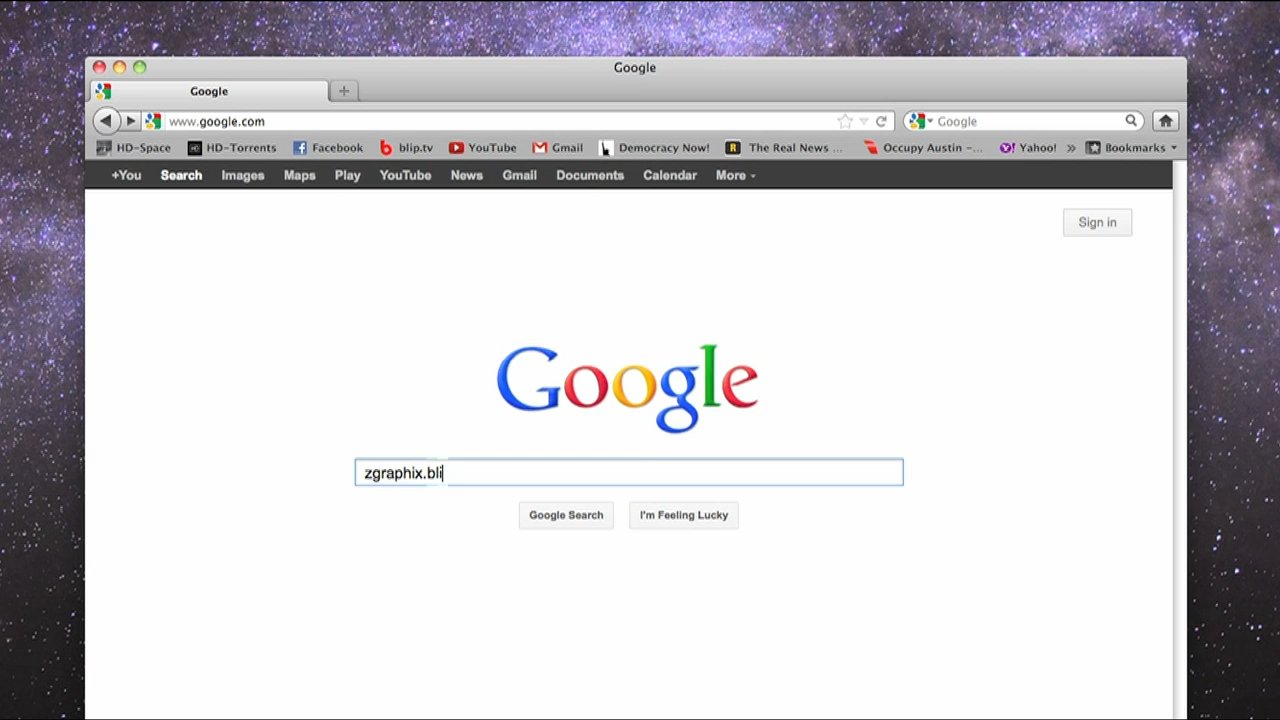 Google
Google
www.google.com Google
HD-Space HD-Torrents Facebook blip.tv YouTube Gmail Democracy Now! The Real News ... Occupy Austin -... Yahoo! » Bookmarks
+You Search Images Maps Play YouTube News Gmail Documents Calendar More
Sign in
Google
zgraphix.bli
Google Search I'm Feeling Lucky